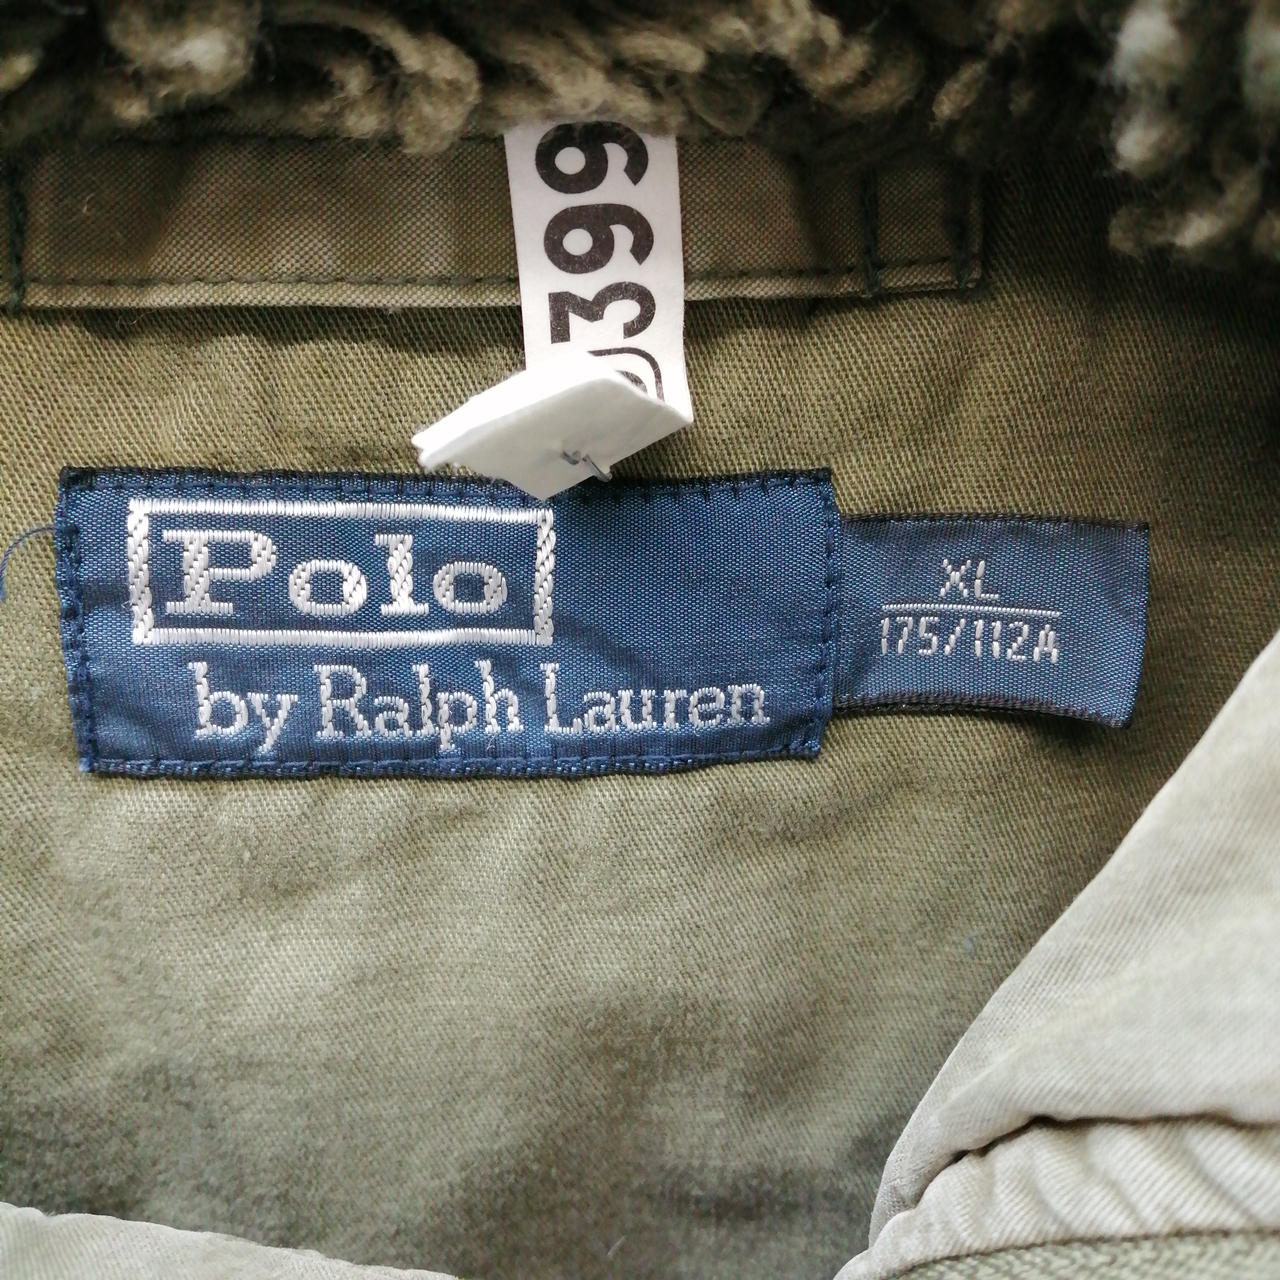 399
Polo
by Ralph Lauren
XL
175/112A